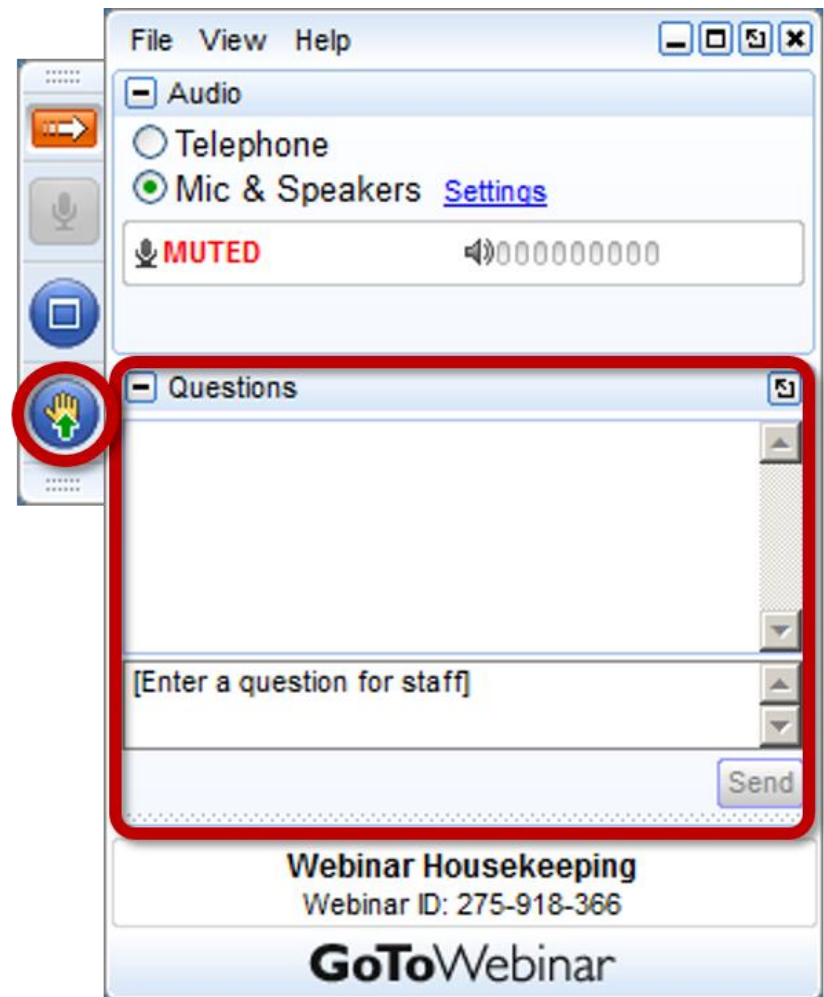 File View Help
Audio
Telephone
Mic & Speakers Settings
MUTED 000000000
Questions
[Enter a question for staff]
Send
Webinar Housekeeping
Webinar ID: 275-918-366
GoToWebinar